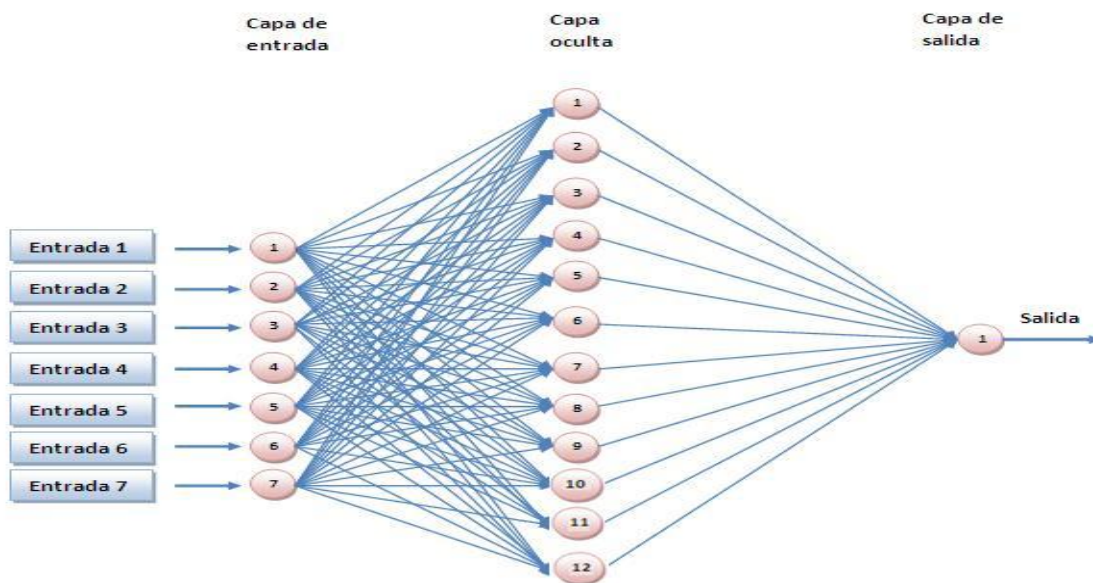 Capa de
entrada
Capa
oculta
Capa de
salida
Entrada 1
Entrada 2
Entrada 3
Entrada 4
Entrada 5
Entrada 6
Entrada 7
1
2
3
4
5
6
7
1
2
3
4
5
6
7
8
9
10
11
12
1
Salida